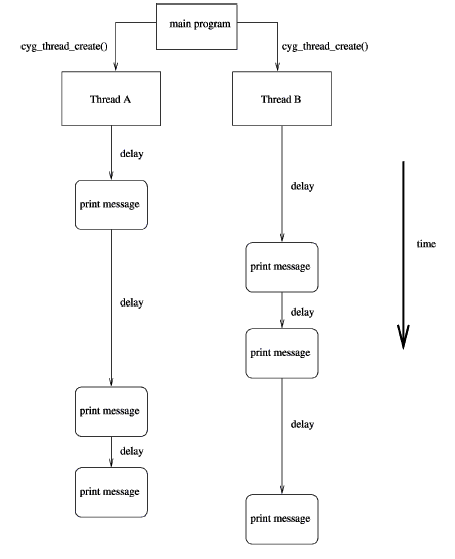 main program
cyg_thread_create()
cyg_thread_create()
Thread A
Thread B
delay
delay
print message
time
print message
delay
delay
print message
print message
delay
delay
print message
print message